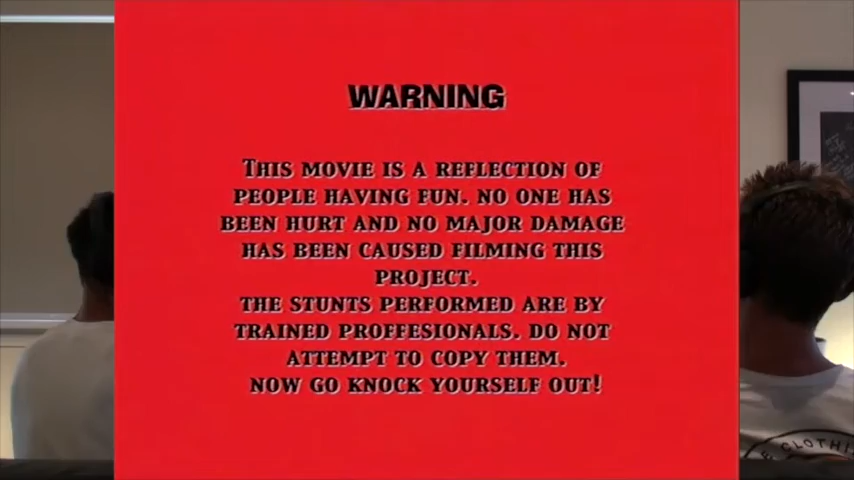 WARNING
THIS MOVIE IS A REFLECTION OF
PEOPLE HAVING FUN. NO ONE HAS
BEEN HURT AND NO MAJOR DAMAGE
HAS BEEN CAUSED FILMING THIS
PROJECT.
THE STUNTS PERFORMED ARE BY
TRAINED PROFFESIONALS. DO NOT
ATTEMPT TO COPY THEM.
NOW GO KNOCK YOURSELF OUT!
E CLOTHI